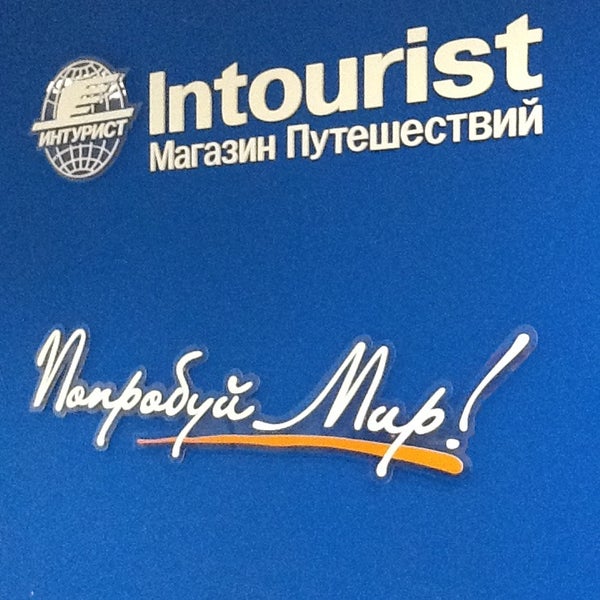 ИНТУРИСТ
Intourist
Магазин Путешествий
Попробуй Мир!